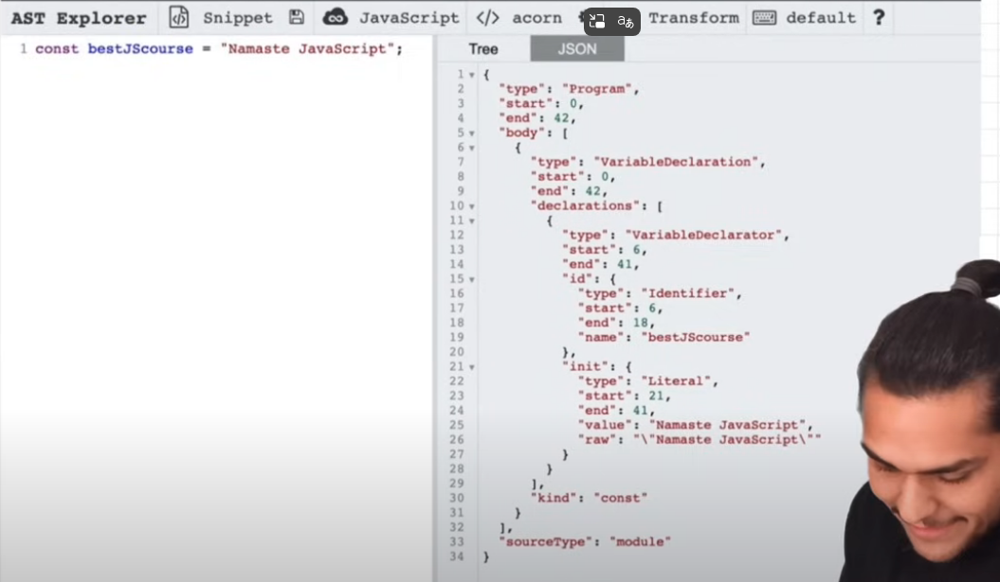 AST Explorer Snippet JavaScript </> acorn Transform default ?
Tree JSON
1 const bestJScourse = "Namaste JavaScript";
1 {
2 "type": "Program",
3 "start": 0,
4 "end": 42,
5 "body": [
6 {
7 "type": "VariableDeclaration",
8 "start": 0,
9 "end": 42,
10 "declarations": [
11 {
12 "type": "VariableDeclarator",
13 "start": 6,
14 "end": 41,
15 "id": {
16 "type": "Identifier",
17 "start": 6,
18 "end": 18,
19 "name": "bestJScourse"
20 },
21 "init": {
22 "type": "Literal",
23 "start": 21,
24 "end": 41,
25 "value": "Namaste JavaScript",
26 "raw": "\"Namaste JavaScript\""
27 }
28 }
29 ],
30 "kind": "const"
31 }
32 ],
33 "sourceType": "module"
34 }